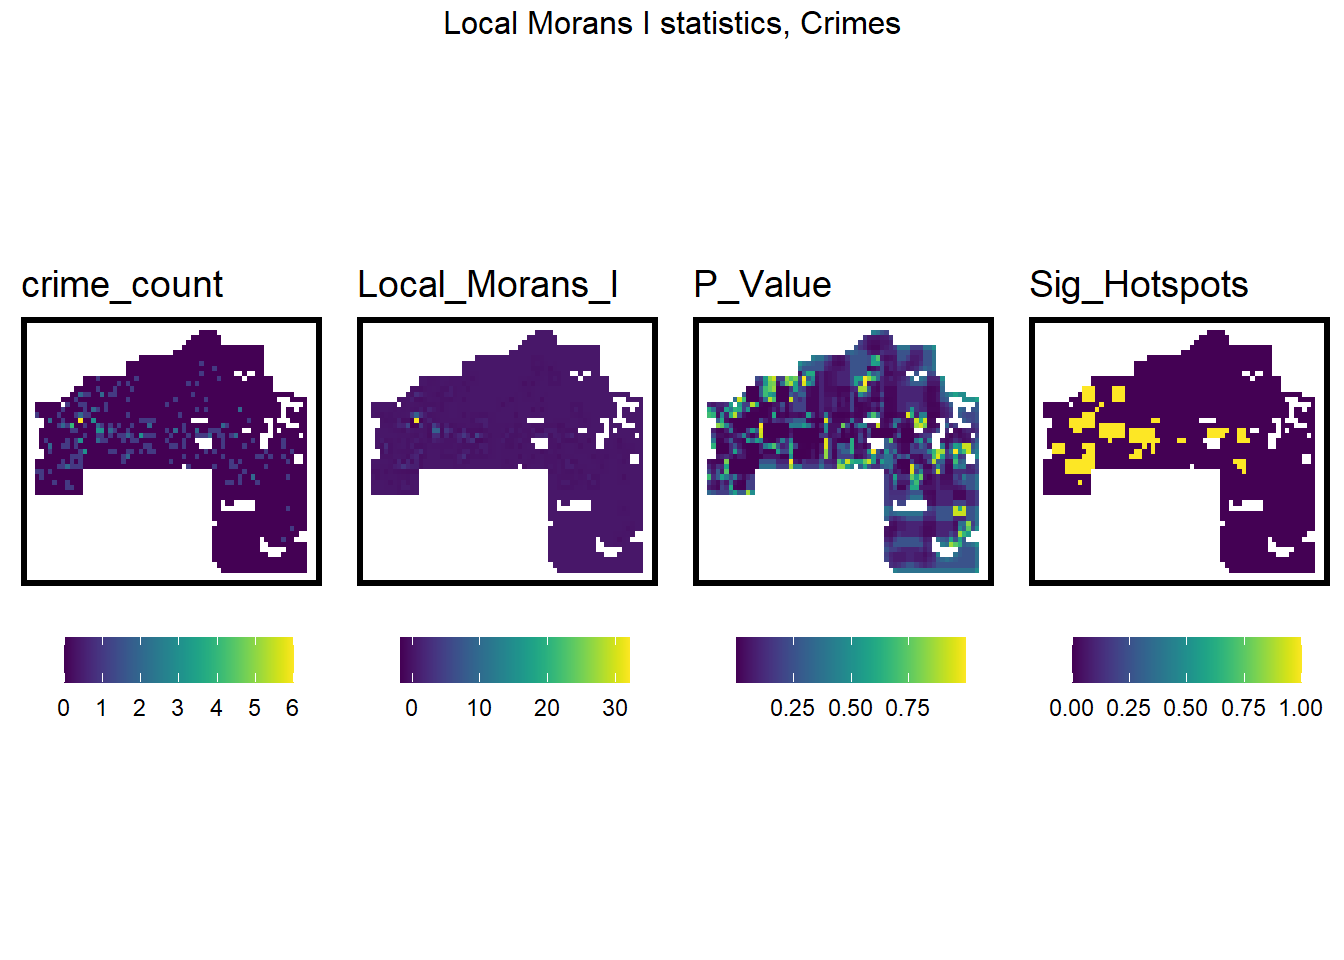 Local Morans I statistics, Crimes
crime_count
Local_Morans_I
P_Value
Sig_Hotspots
0 1 2 3 4 5 6
0 10 20 30
0.25 0.50 0.75
0.00 0.25 0.50 0.75 1.00